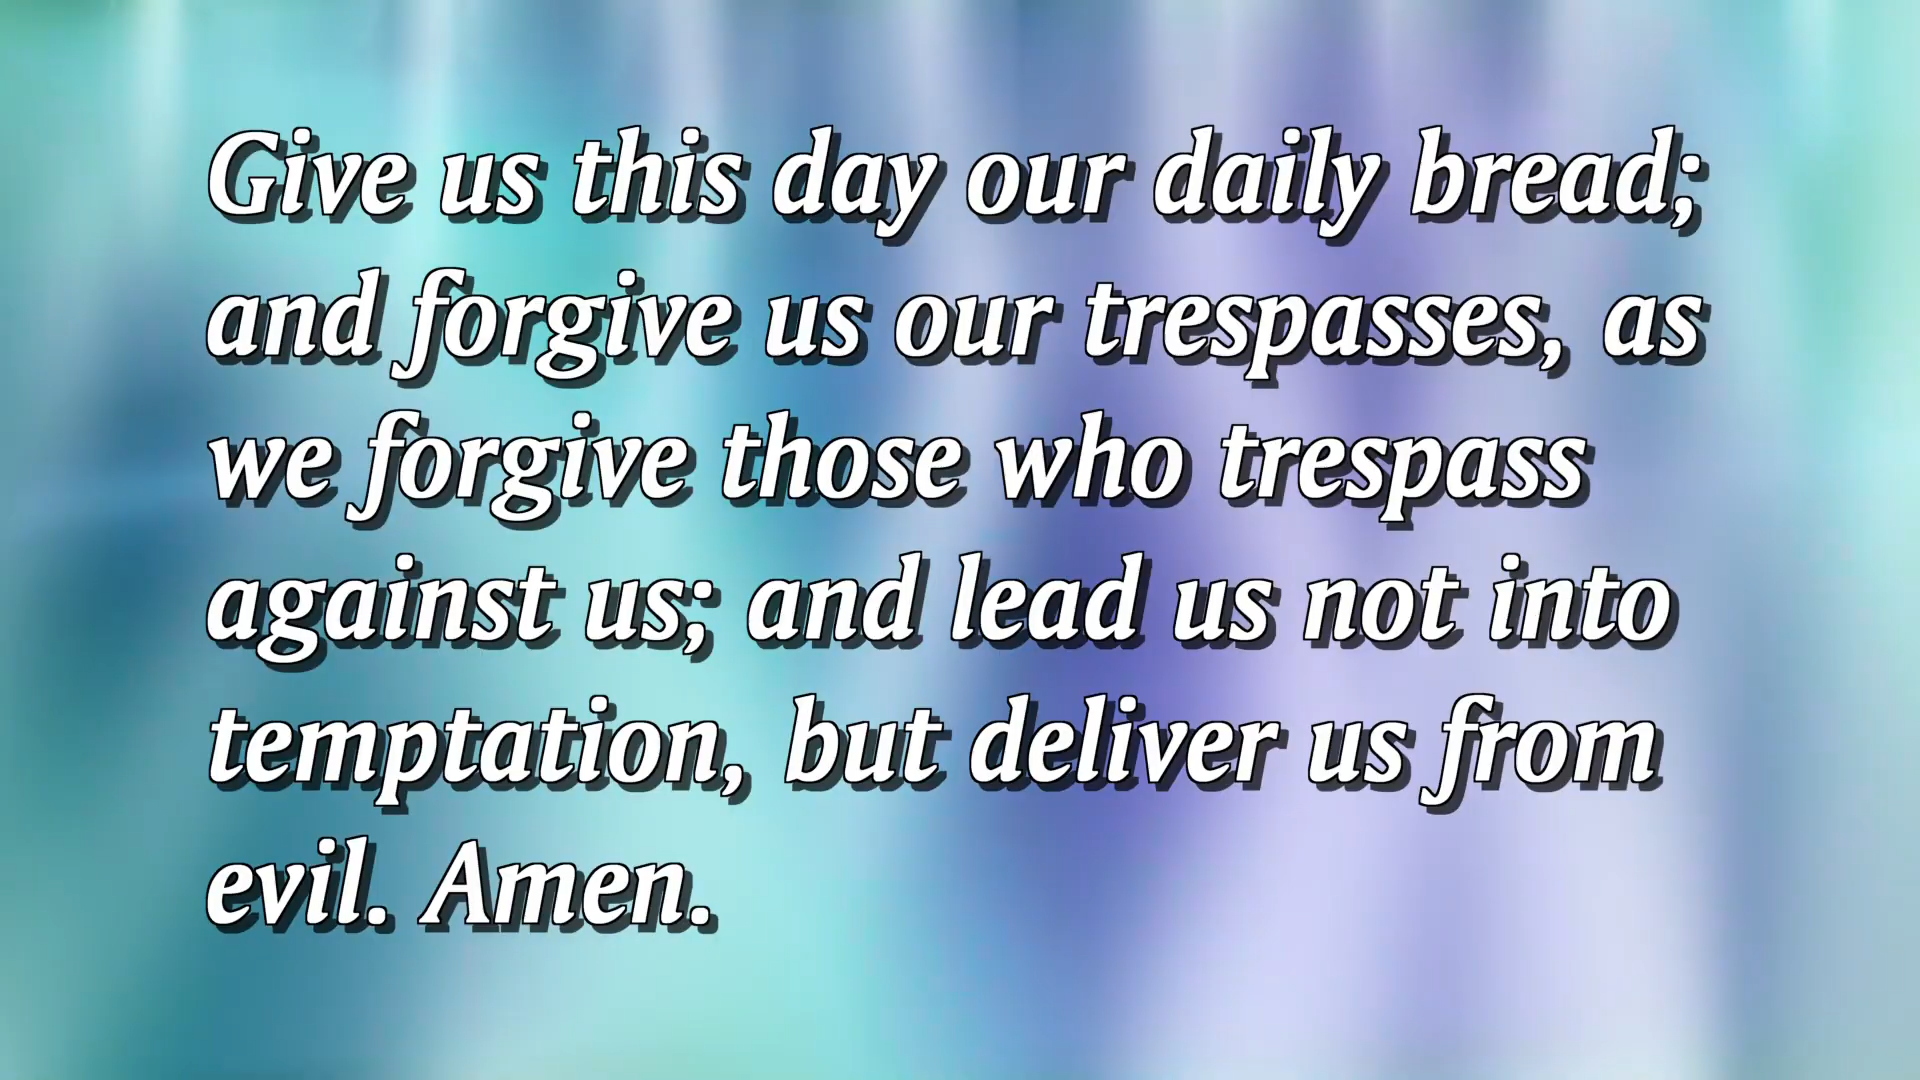 Give us this day our daily bread;
and forgive us our trespasses, as
we forgive those who trespass
against us; and lead us not into
temptation, but deliver us from
evil. Amen.